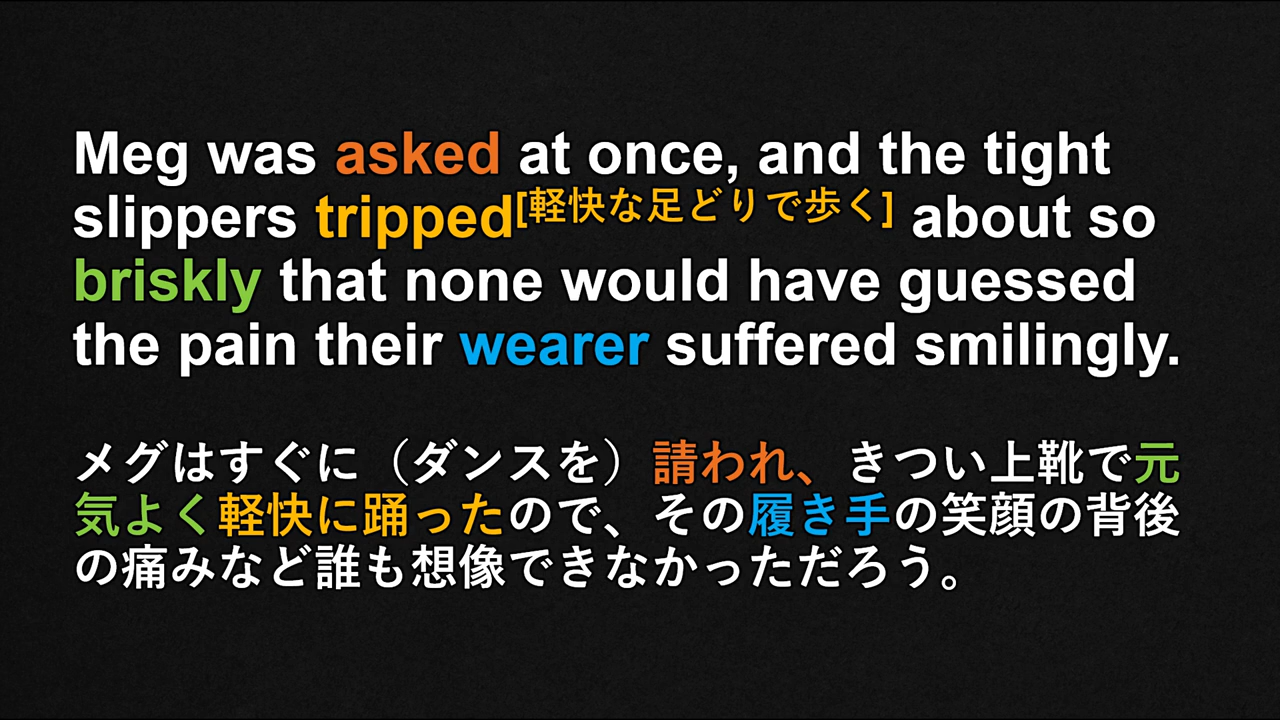 Meg was asked at once, and the tight
slippers tripped[軽快な足どりで歩く] about so
briskly that none would have guessed
the pain their wearer suffered smilingly.
メグはすぐに（ダンスを）請われ、きつい上靴で元
気よく軽快に踊ったので、その履き手の笑顔の背後
の痛みなど誰も想像できなかっただろう。